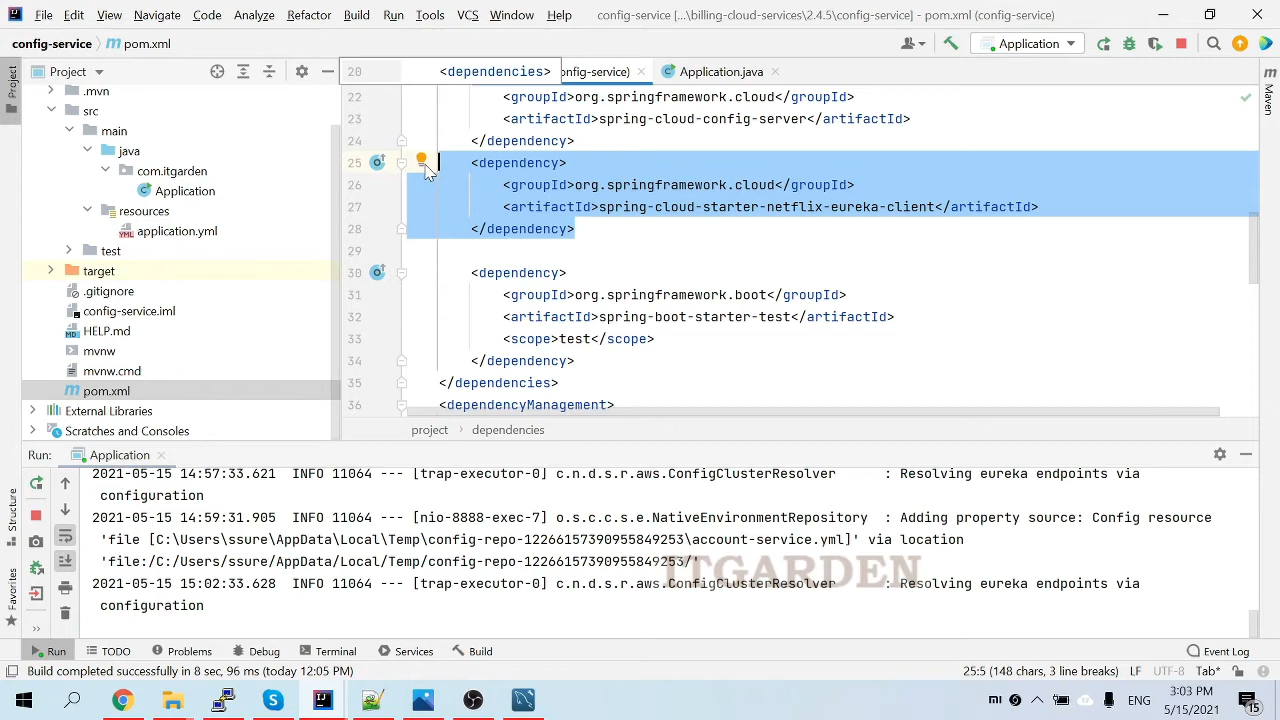 File Edit View Navigate Code Analyze Refactor Build Run Tools VCS Window Help config-service [...\billing-cloud-services\2.4.5\config-service] - pom.xml (config-service)
config-service pom.xml Application
Project
20 <dependencies>
onfig-service) Application.java
Maven
.mvn
src
main
java
com.itgarden
Application
resources
application.yml
test
target
.gitignore
config-service.iml
HELP.md
mvnw
mvnw.cmd
pom.xml
External Libraries
Scratches and Consoles
22 <groupId>org.springframework.cloud</groupId>
23 <artifactId>spring-cloud-config-server</artifactId>
24 </dependency>
25 <dependency>
26 <groupId>org.springframework.cloud</groupId>
27 <artifactId>spring-cloud-starter-netflix-eureka-client</artifactId>
28 </dependency>
29
30 <dependency>
31 <groupId>org.springframework.boot</groupId>
32 <artifactId>spring-boot-starter-test</artifactId>
33 <scope>test</scope>
34 </dependency>
35 </dependencies>
36 <dependencyManagement>
project dependencies
Run: Application
2021-05-15 14:57:33.621 INFO 11064 --- [trap-executor-0] c.n.d.s.r.aws.ConfigClusterResolver : Resolving eureka endpoints via
configuration
2021-05-15 14:59:31.905 INFO 11064 --- [nio-8888-exec-7] o.s.c.c.s.e.NativeEnvironmentRepository : Adding property source: Config resource
'file [C:\Users\ssure\AppData\Local\Temp\config-repo-12266157390955849253\account-service.yml]' via location
'file:/C:/Users/ssure/AppData/Local/Temp/config-repo-12266157390955849253/'
ITGARDEN
2021-05-15 15:02:33.628 INFO 11064 --- [trap-executor-0] c.n.d.s.r.aws.ConfigClusterResolver : Resolving eureka endpoints via
configuration
Structure
Favorites
Run TODO Problems Debug Terminal Services Build Event Log
Build completed successfully in 8 sec, 96 ms (today 12:05 PM) 25:5 (148 chars, 3 line breaks) LF UTF-8 Tab*
ENG 3:03 PM
5/15/2021 15